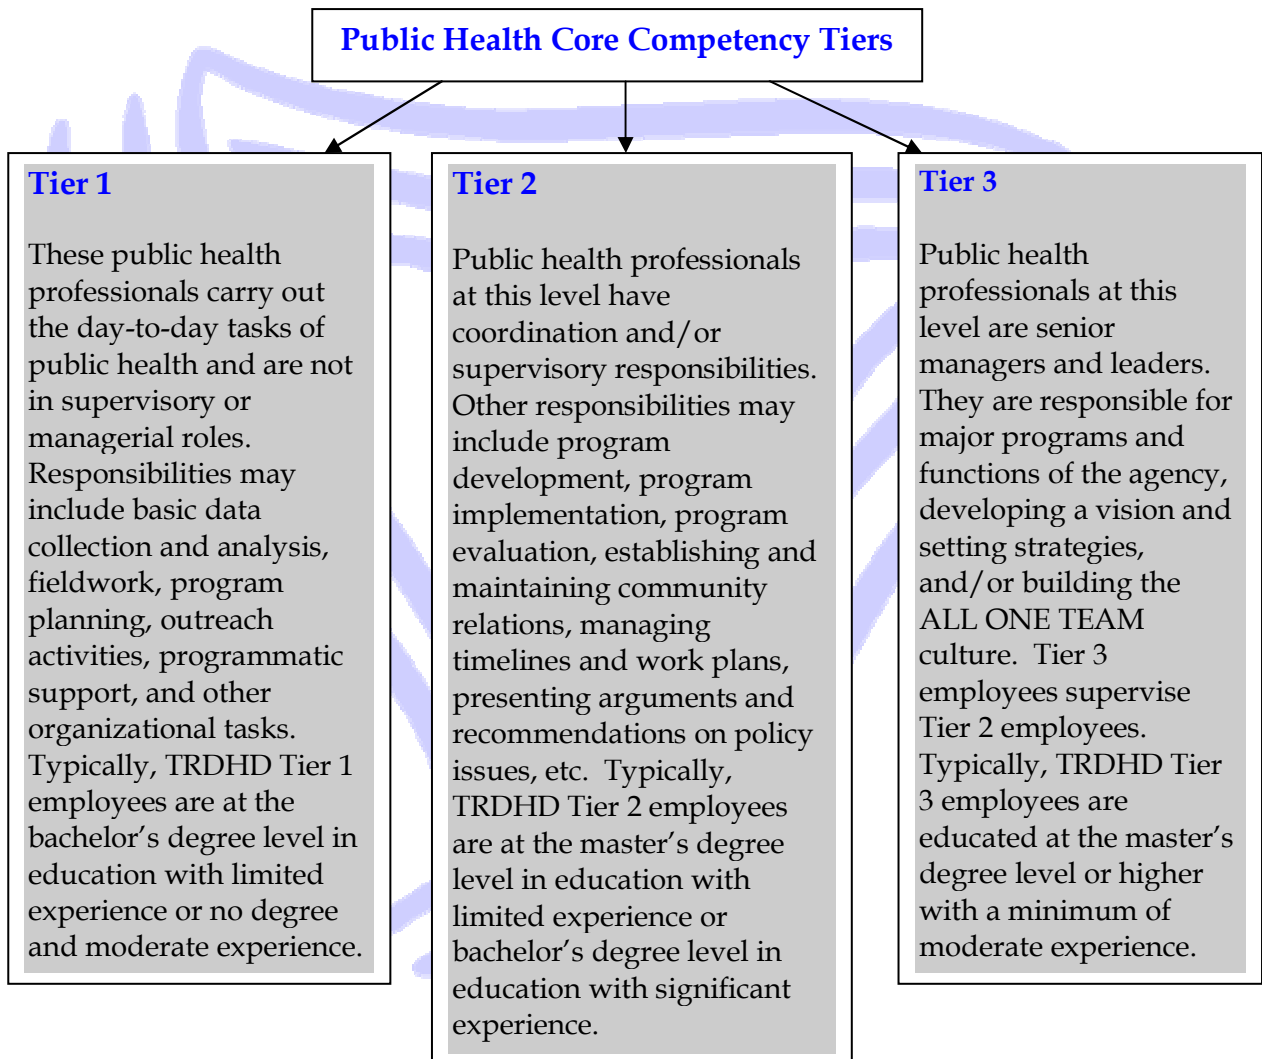 Public Health Core Competency Tiers
Tier 1
These public health
professionals carry out
the day-to-day tasks of
public health and are not
in supervisory or
managerial roles.
Responsibilities may
include basic data
collection and analysis,
fieldwork, program
planning, outreach
activities, programmatic
support, and other
organizational tasks.
Typically, TRDHD Tier 1
employees are at the
bachelor’s degree level in
education with limited
experience or no degree
and moderate experience.
Tier 2
Public health professionals
at this level have
coordination and/or
supervisory responsibilities.
Other responsibilities may
include program
development, program
implementation, program
evaluation, establishing and
maintaining community
relations, managing
timelines and work plans,
presenting arguments and
recommendations on policy
issues, etc.  Typically,
TRDHD Tier 2 employees
are at the master’s degree
level in education with
limited experience or
bachelor’s degree level in
education with significant
experience.
Tier 3
Public health
professionals at this
level are senior
managers and leaders.
They are responsible for
major programs and
functions of the agency,
developing a vision and
setting strategies,
and/or building the
ALL ONE TEAM
culture.  Tier 3
employees supervise
Tier 2 employees.
Typically, TRDHD Tier
3 employees are
educated at the master’s
degree level or higher
with a minimum of
moderate experience.